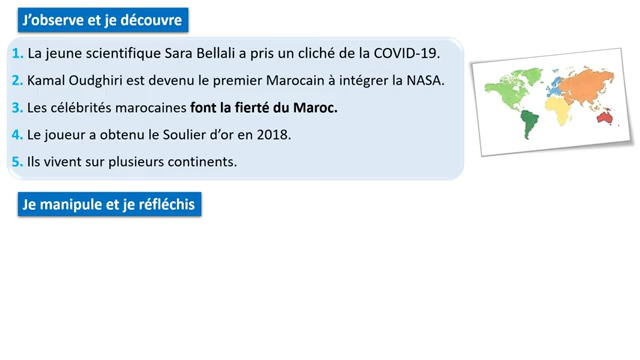 J'observe et je découvre
1. La jeune scientifique Sara Bellali a pris un cliché de la COVID-19.
2. Kamal Oudghiri est devenu le premier Marocain à intégrer la NASA.
3. Les célébrités marocaines font la fierté du Maroc.
4. Le joueur a obtenu le Soulier d'or en 2018.
5. Ils vivent sur plusieurs continents.
Je manipule et je réfléchis